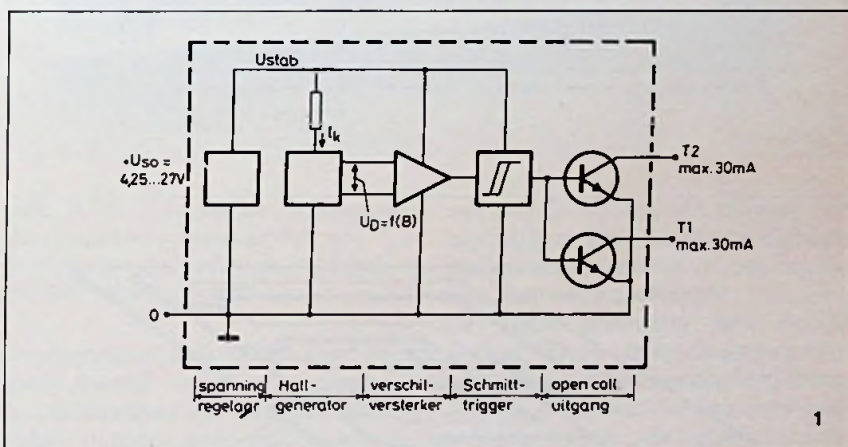 Ustab
Ik
•Uso =
4,25...27V
UD=f(B)
T2
max. 30mA
T1
max. 30mA
0
spanning
regelagr
Hall-
generator
verschil-
versterker
Schmitt-
trigger
open coll.
uitgang
1